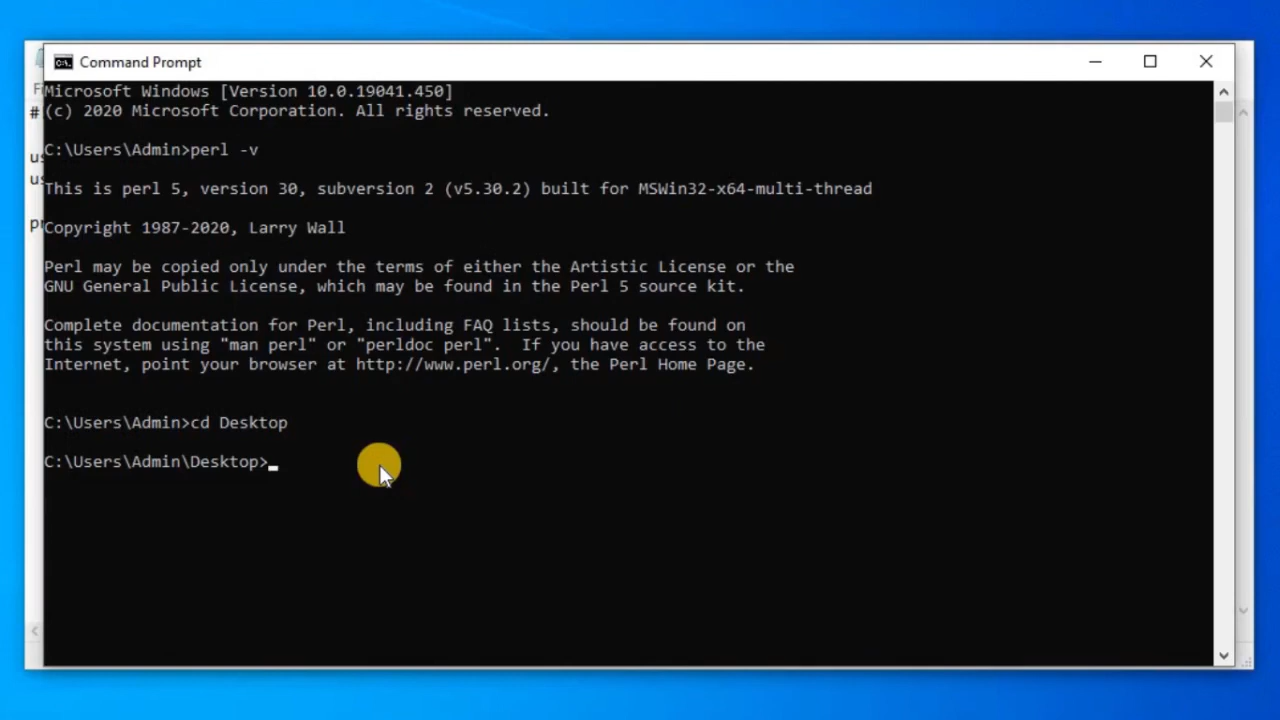 Command Prompt
Microsoft Windows [Version 10.0.19041.450]
(c) 2020 Microsoft Corporation. All rights reserved.
C:\Users\Admin>perl -v
This is perl 5, version 30, subversion 2 (v5.30.2) built for MSWin32-x64-multi-thread
Copyright 1987-2020, Larry Wall
Perl may be copied only under the terms of either the Artistic License or the
GNU General Public License, which may be found in the Perl 5 source kit.
Complete documentation for Perl, including FAQ lists, should be found on
this system using "man perl" or "perldoc perl".  If you have access to the
Internet, point your browser at http://www.perl.org/, the Perl Home Page.
C:\Users\Admin>cd Desktop
C:\Users\Admin\Desktop>